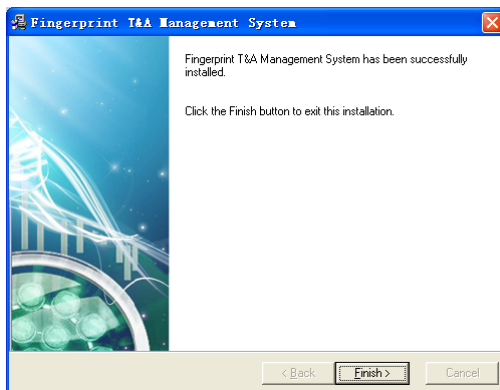 Fingerprint T&A Management System
Fingerprint T&A Management System has been successfully
installed.
Click the Finish button to exit this installation.
< Back
Finish >
Cancel